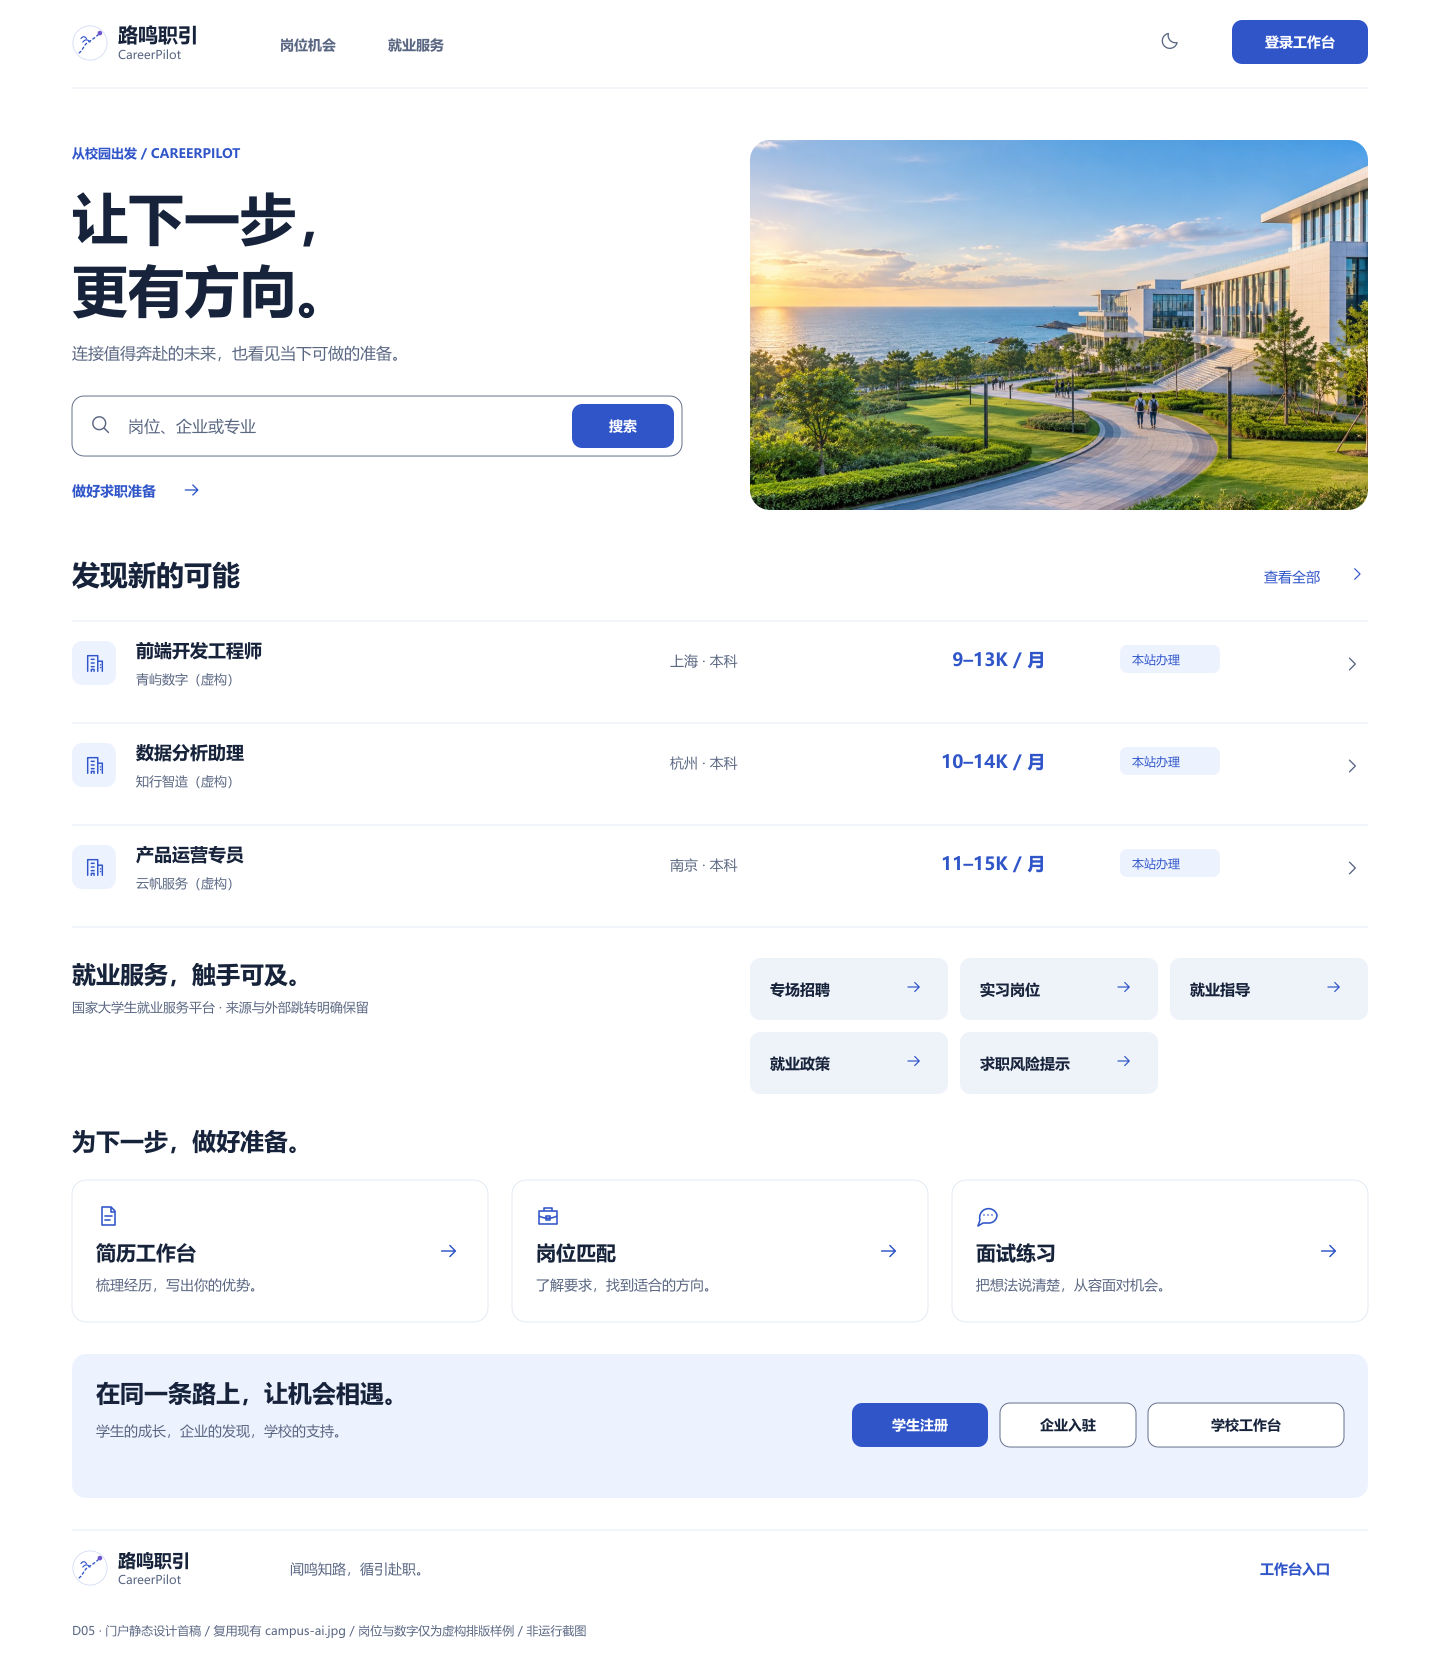 路鸣职引
CareerPilot
岗位机会
就业服务
登录工作台
从校园出发 / CAREERPILOT
让下一步，
更有方向。
连接值得奔赴的未来，也看见当下可做的准备。
岗位、企业或专业
搜索
做好求职准备
发现新的可能
查看全部
前端开发工程师
青屿数字（虚构）
上海 · 本科
9–13K / 月
本站办理
数据分析助理
知行智造（虚构）
杭州 · 本科
10–14K / 月
本站办理
产品运营专员
云帆服务（虚构）
南京 · 本科
11–15K / 月
本站办理
就业服务，触手可及。
国家大学生就业服务平台 · 来源与外部跳转明确保留
专场招聘
实习岗位
就业指导
就业政策
求职风险提示
为下一步，做好准备。
简历工作台
梳理经历，写出你的优势。
岗位匹配
了解要求，找到适合的方向。
面试练习
把想法说清楚，从容面对机会。
在同一条路上，让机会相遇。
学生的成长，企业的发现，学校的支持。
学生注册
企业入驻
学校工作台
路鸣职引
CareerPilot
闻鸣知路，循引赴职。
工作台入口
D05 · 门户静态设计首稿 / 复用现有 campus-ai.jpg / 岗位与数字仅为虚构排版样例 / 非运行截图